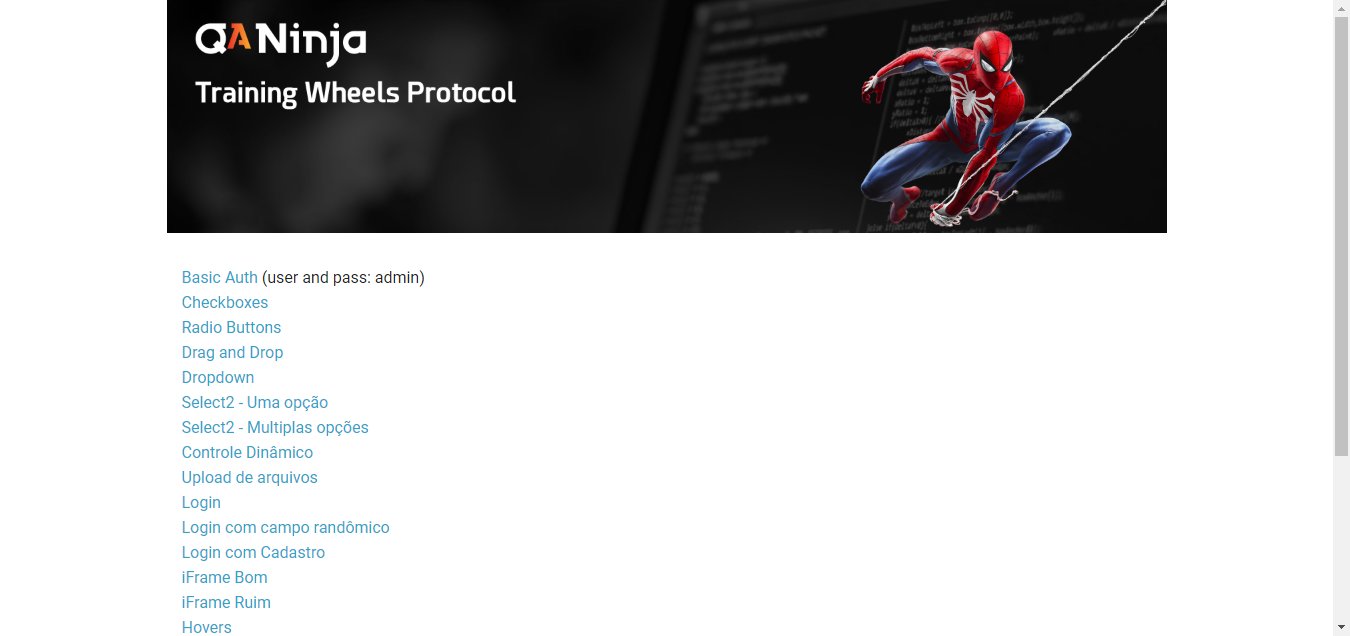 QANinja
Training Wheels Protocol
Basic Auth (user and pass: admin)
Checkboxes
Radio Buttons
Drag and Drop
Dropdown
Select2 - Uma opção
Select2 - Multiplas opções
Controle Dinâmico
Upload de arquivos
Login
Login com campo randômico
Login com Cadastro
iFrame Bom
iFrame Ruim
Hovers